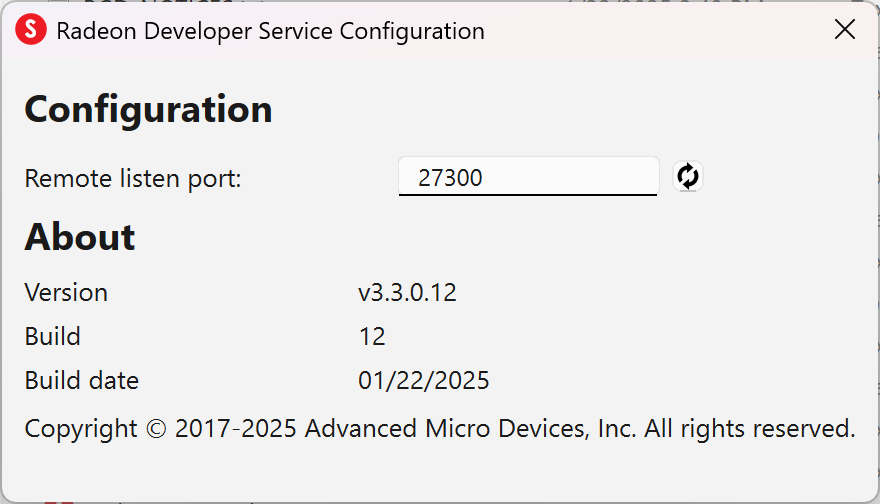 S Radeon Developer Service Configuration
Configuration
Remote listen port: 27300
About
Version v3.3.0.12
Build 12
Build date 01/22/2025
Copyright © 2017-2025 Advanced Micro Devices, Inc. All rights reserved.